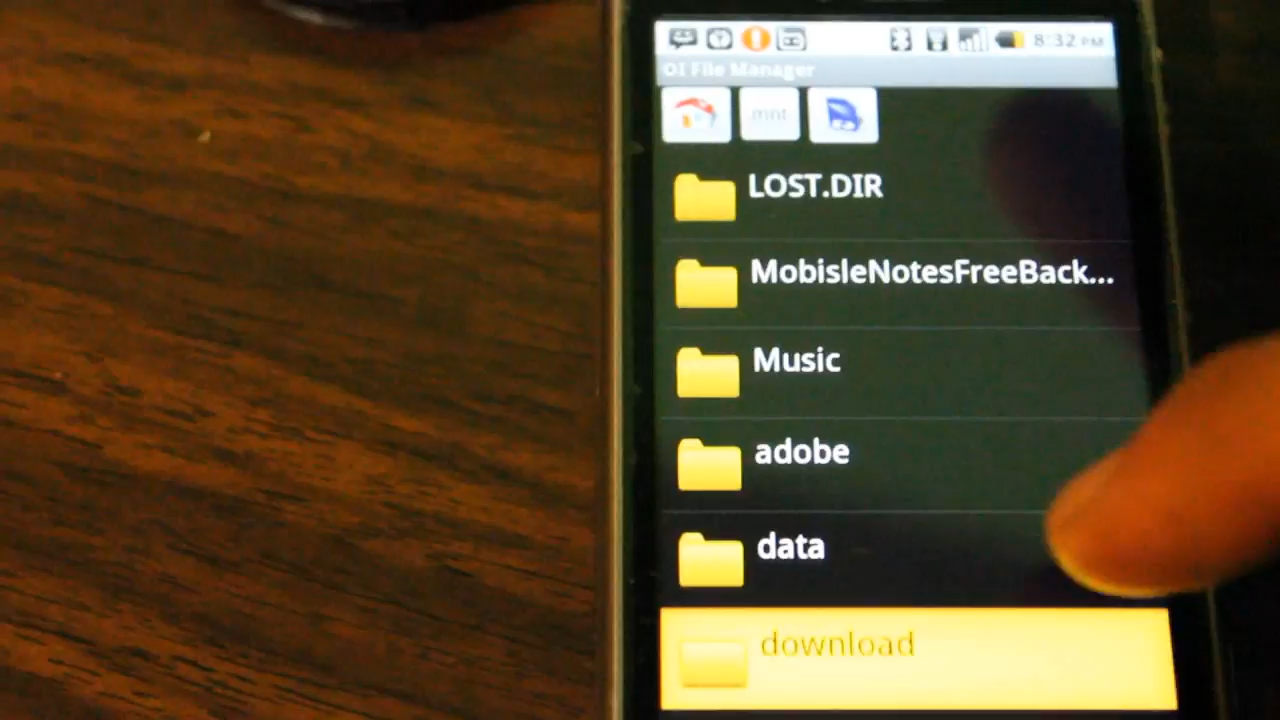 8:32 PM
OI File Manager
mnt
LOST.DIR
MobisleNotesFreeBack...
Music
adobe
data
download